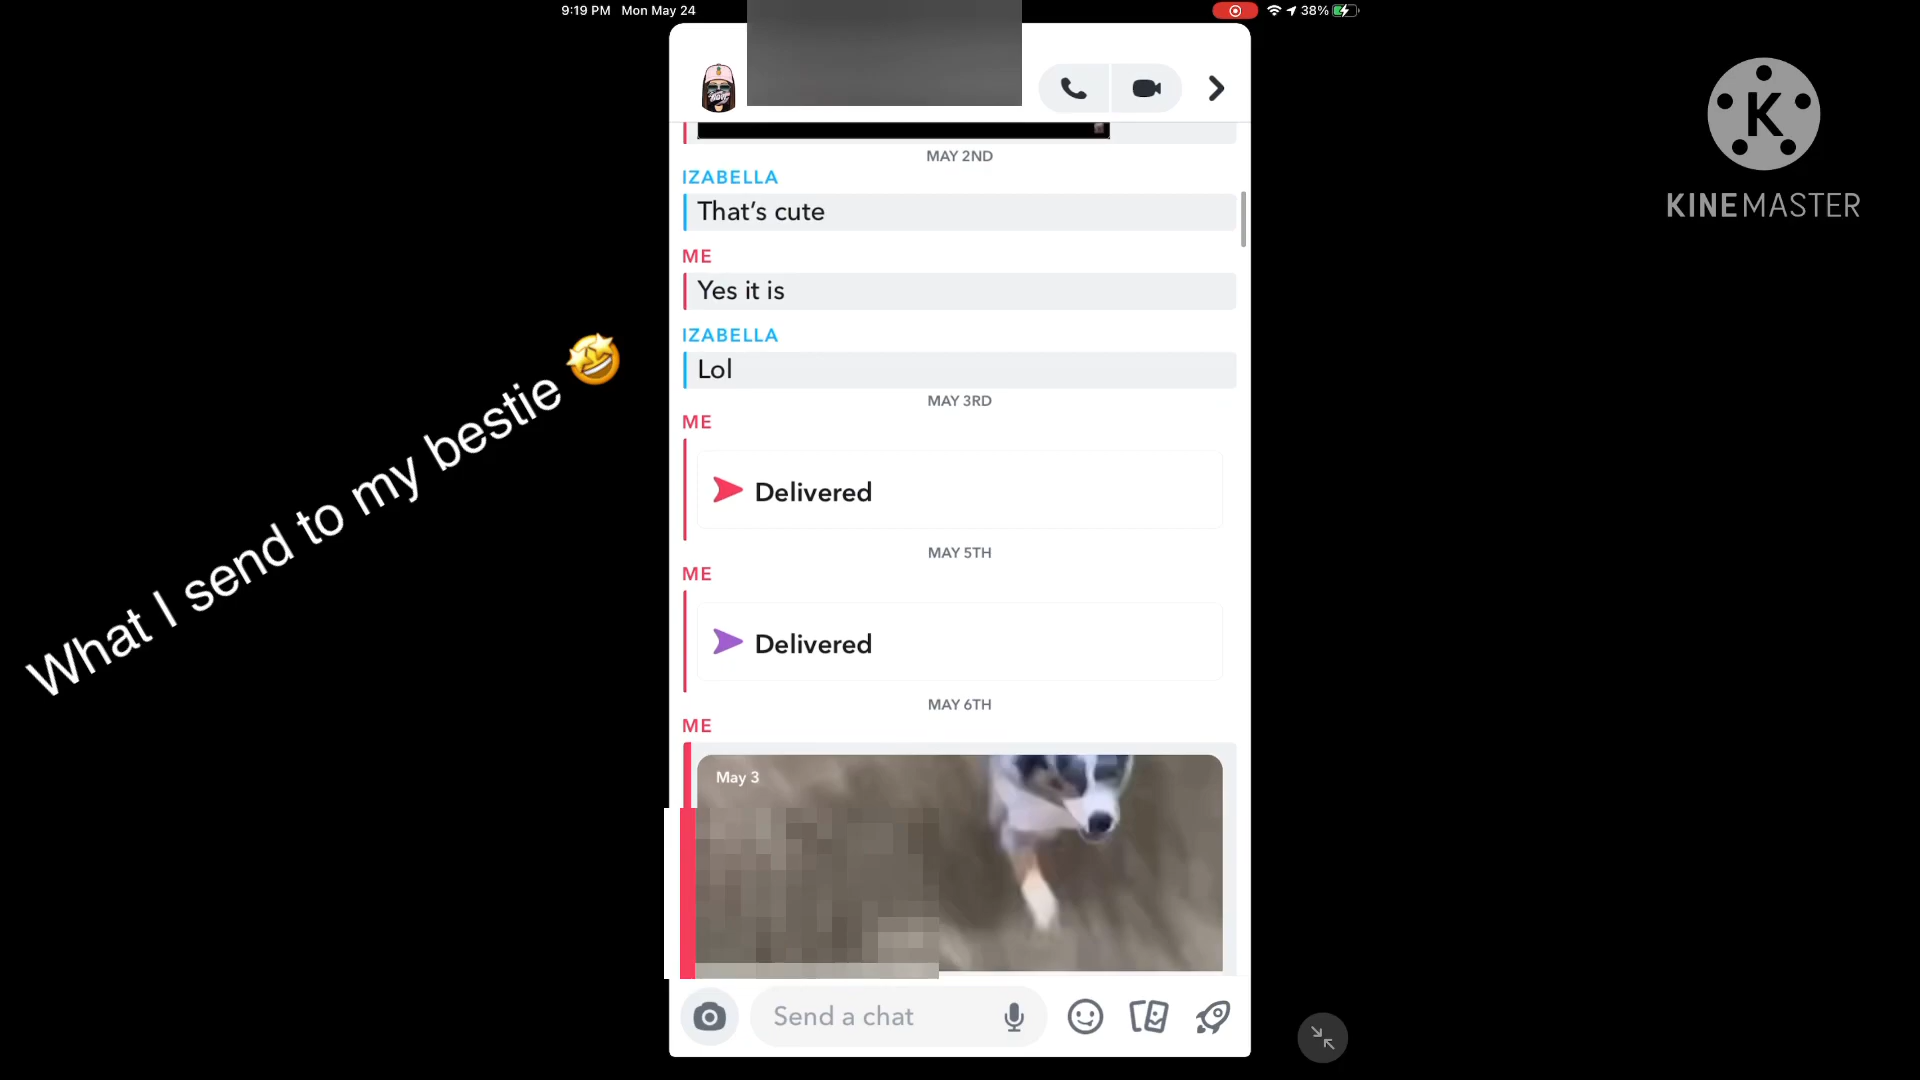 9:19 PM Mon May 24
38%
MAY 2ND
IZABELLA
That's cute
ME
Yes it is
IZABELLA
Lol
MAY 3RD
ME
Delivered
MAY 5TH
ME
Delivered
MAY 6TH
ME
May 3
Send a chat
What I send to my bestie 🤩
K
KINEMASTER